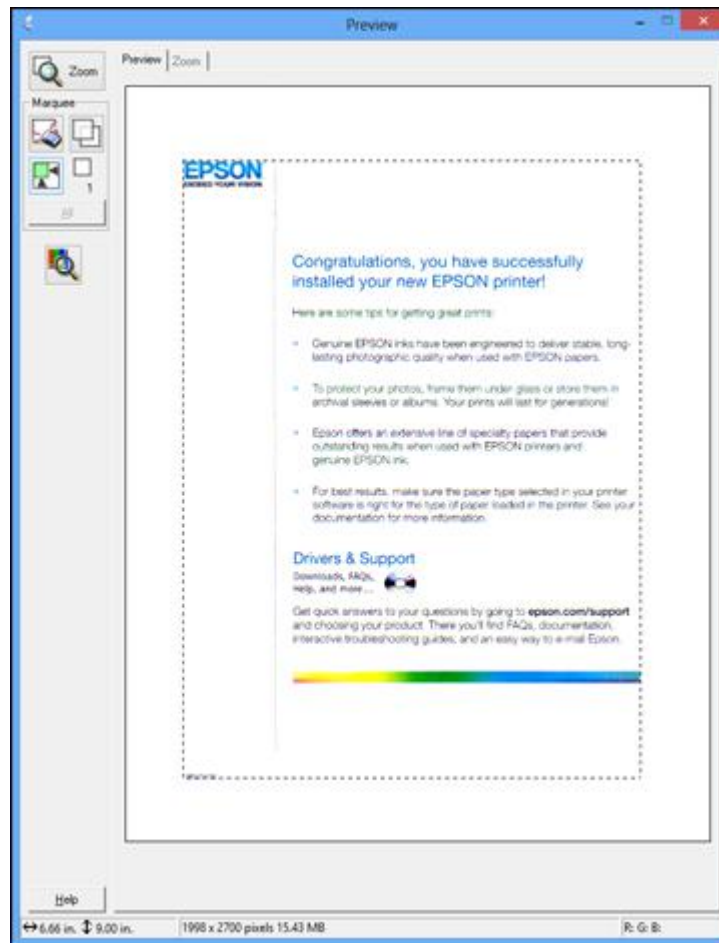 Preview
Zoom
Preview Zoom
Marquee
1
All
EPSON
EXCEED YOUR VISION
Congratulations, you have successfully
installed your new EPSON printer!
Here are some tips for getting great prints:
Genuine EPSON inks have been engineered to deliver stable, long-
lasting photographic quality when used with EPSON papers.
To protect your photos, frame them under glass or store them in
archival sleeves or albums. Your prints will last for generations!
Epson offers an extensive line of specialty papers that provide
outstanding results when used with EPSON printers and
genuine EPSON ink.
For best results, make sure the paper type selected in your printer
software is right for the type of paper loaded in the printer. See your
documentation for more information.
Drivers & Support
Downloads, FAQs,
Help, and more ...
Get quick answers to your questions by going to epson.com/support
and choosing your product. There you'll find FAQs, documentation,
interactive troubleshooting guides, and an easy way to e-mail Epson.
Help
6.66 in. 9.00 in. 1998 x 2700 pixels 15.43 MB R: G: B: